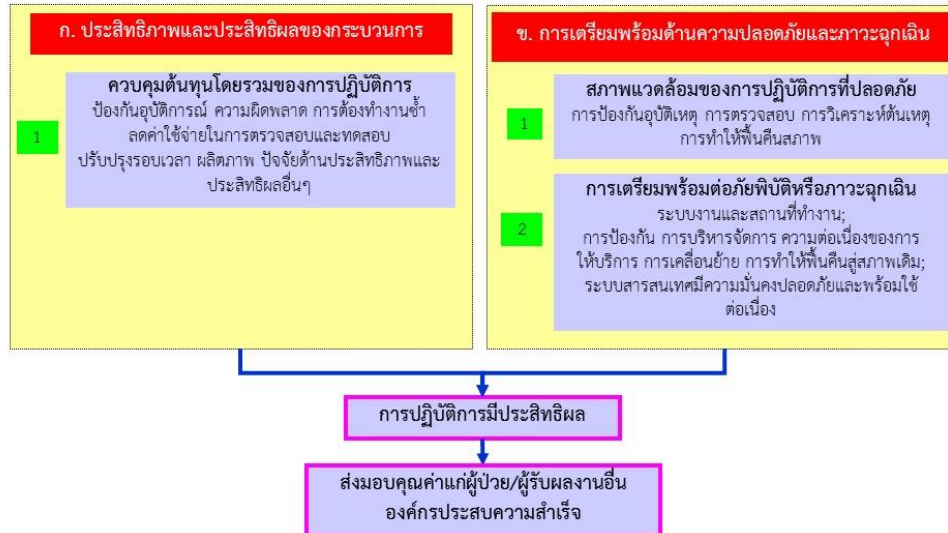 ก. ประสิทธิภาพและประสิทธิผลของกระบวนการ
1
ควบคุมต้นทุนโดยรวมของการปฏิบัติการ
ป้องกันอุบัติการณ์ ความผิดพลาด การต้องทำงานซ้ำ
ลดค่าใช้จ่ายในการตรวจสอบและทดสอบ
ปรับปรุงรอบเวลา ผลิตภาพ ปัจจัยด้านประสิทธิภาพและ
ประสิทธิผลอื่นๆ
ข. การเตรียมพร้อมด้านความปลอดภัยและภาวะฉุกเฉิน
1
สภาพแวดล้อมของการปฏิบัติการที่ปลอดภัย
การป้องกันอุบัติเหตุ การตรวจสอบ การวิเคราะห์ต้นเหตุ
การทำให้ฟื้นคืนสภาพ
2
การเตรียมพร้อมต่อภัยพิบัติหรือภาวะฉุกเฉิน
ระบบงานและสถานที่ทำงาน;
การป้องกัน การบริหารจัดการ ความต่อเนื่องของการ
ให้บริการ การเคลื่อนย้าย การทำให้ฟื้นคืนสู่สภาพเดิม;
ระบบสารสนเทศมีความมั่นคงปลอดภัยและพร้อมใช้
ต่อเนื่อง
การปฏิบัติการมีประสิทธิผล
ส่งมอบคุณค่าแก่ผู้ป่วย/ผู้รับผลงานอื่น
องค์กรประสบความสำเร็จ